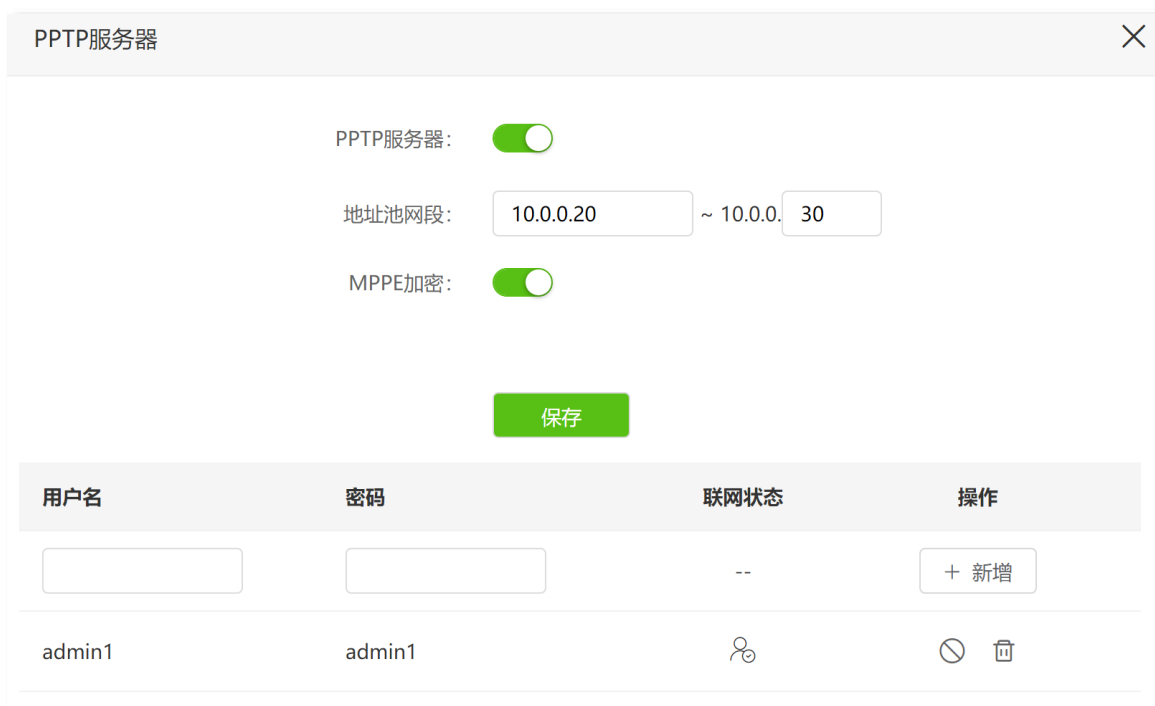 PPTP服务器
PPTP服务器：
地址池网段： 10.0.0.20 ~ 10.0.0. 30
MPPE加密：
保存
用户名 密码 联网状态 操作
-- + 新增
admin1 admin1